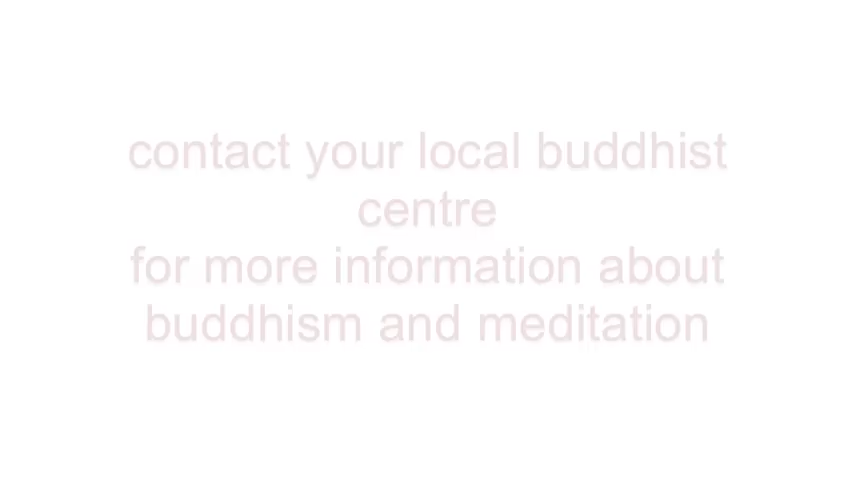 contact your local buddhist
centre
for more information about
buddhism and meditation